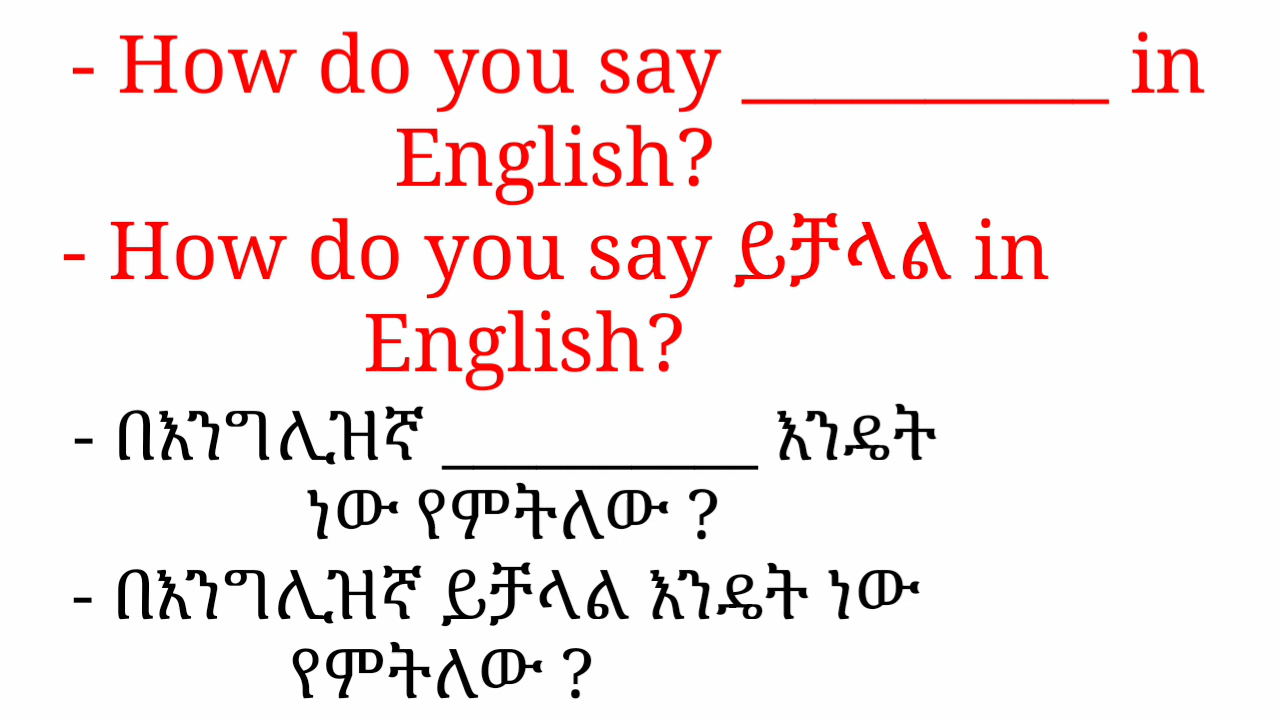 - How do you say __________ in
English?
- How do you say ይቻላል in
English?
- በእንግሊዝኛ __________ እንዴት
ነው የምትለው ?
- በእንግሊዝኛ ይቻላል እንዴት ነው
የምትለው ?